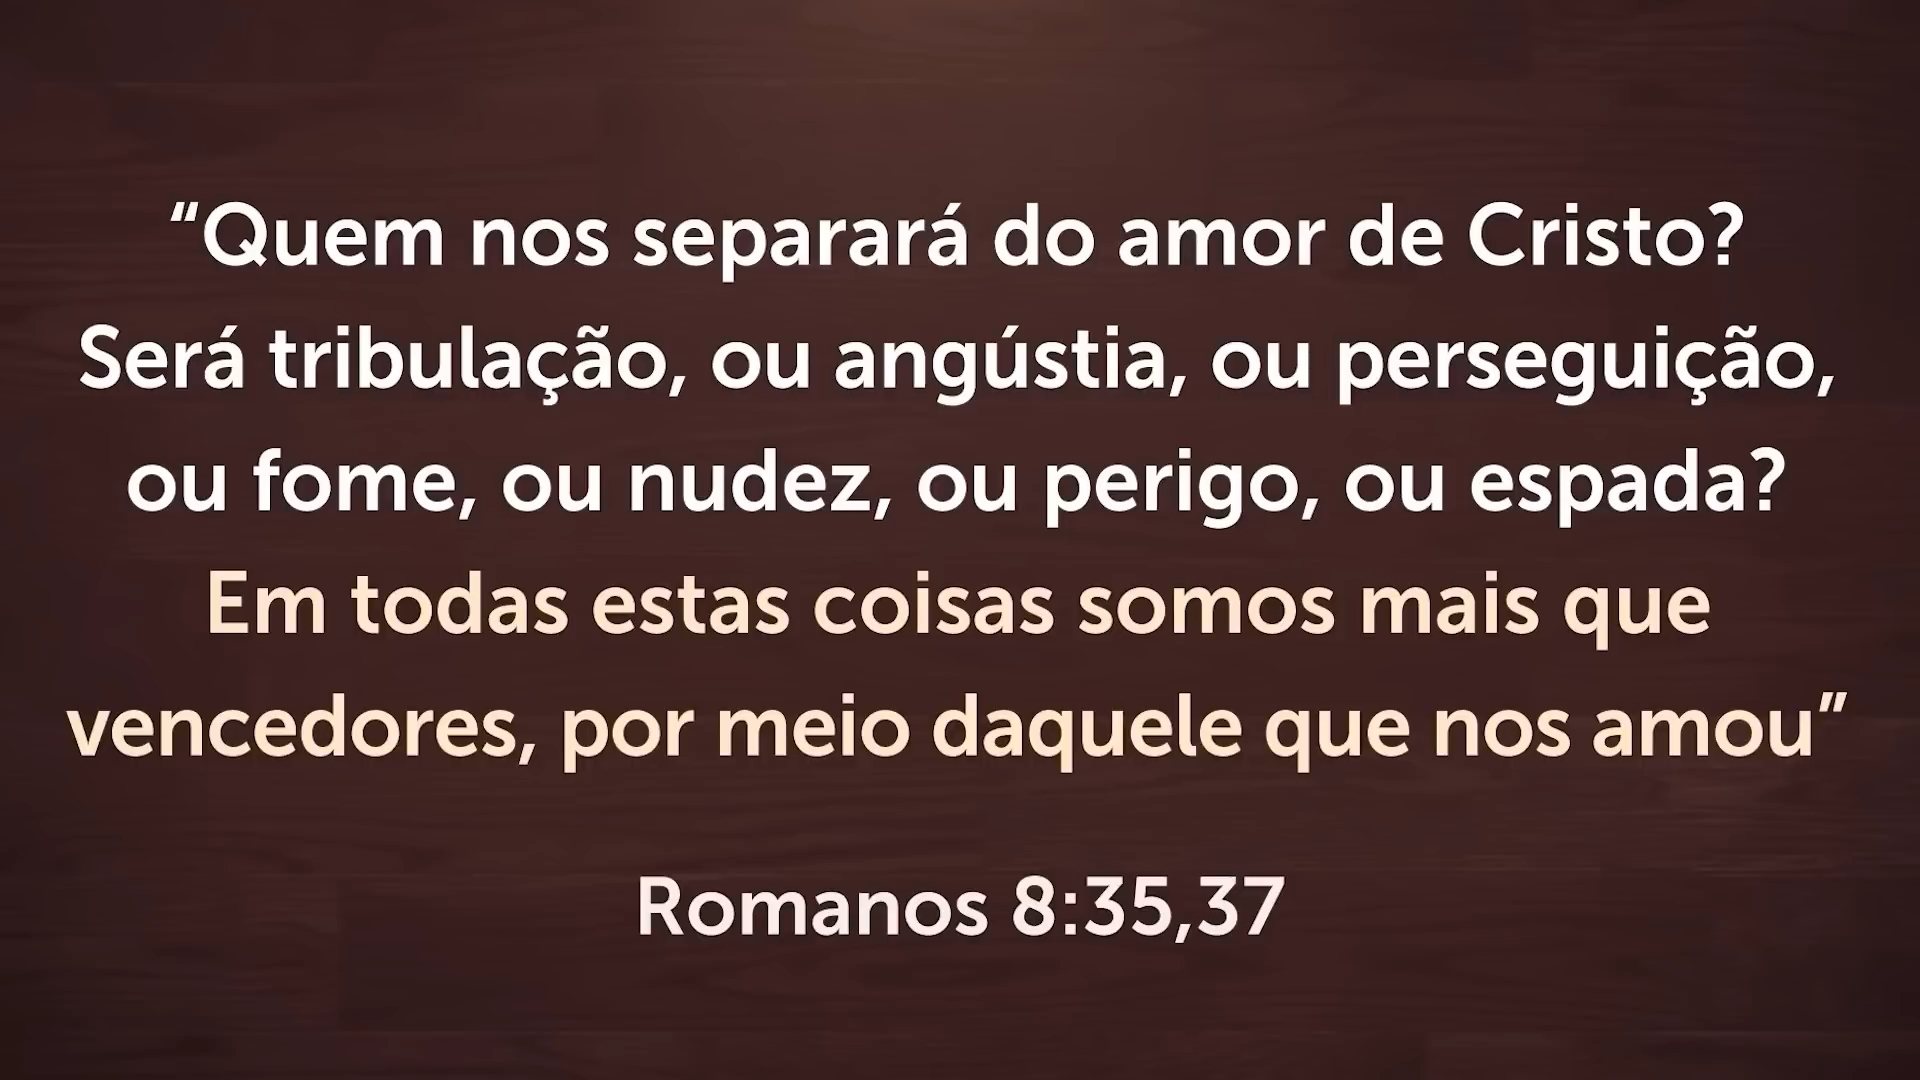 “Quem nos separará do amor de Cristo?
Será tribulação, ou angústia, ou perseguição,
ou fome, ou nudez, ou perigo, ou espada?
Em todas estas coisas somos mais que
vencedores, por meio daquele que nos amou”
Romanos 8:35,37